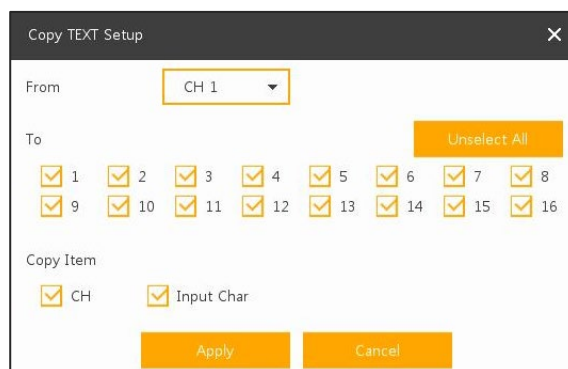 Copy TEXT Setup
From CH 1
To Unselect All
1 2 3 4 5 6 7 8
9 10 11 12 13 14 15 16
Copy Item
CH Input Char
Apply Cancel